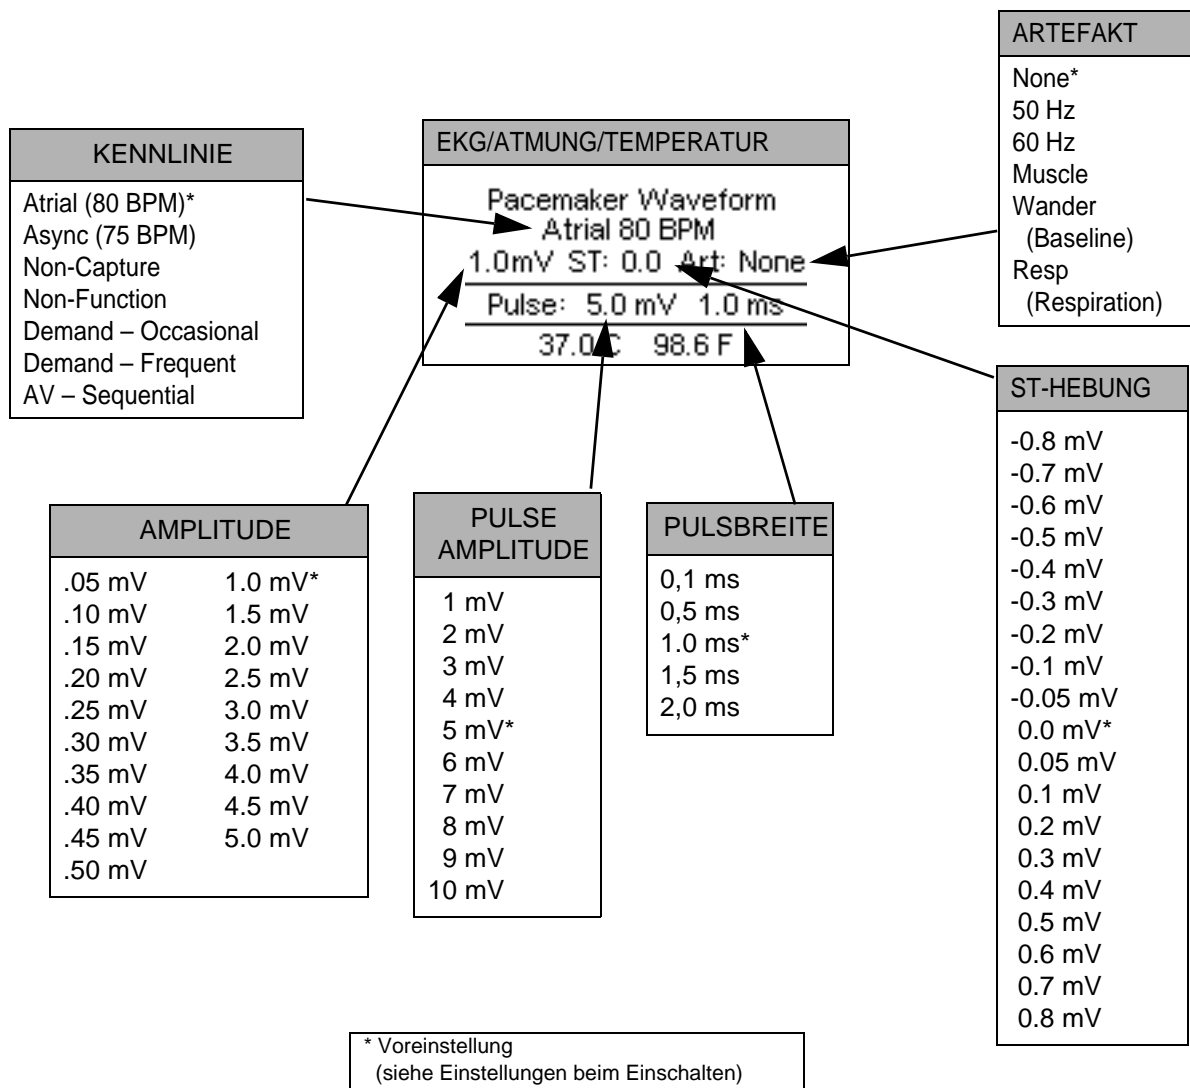 ARTEFAKT
None*
50 Hz
60 Hz
Muscle
Wander
(Baseline)
Resp
(Respiration)
KENNLINIE
Atrial (80 BPM)*
Async (75 BPM)
Non-Capture
Non-Function
Demand – Occasional
Demand – Frequent
AV – Sequential
EKG/ATMUNG/TEMPERATUR
Pacemaker Waveform
Atrial 80 BPM
1.0mV ST: 0.0 Art: None
Pulse: 5.0 mV 1.0 ms
37.0 C 98.6 F
ST-HEBUNG
-0.8 mV
-0.7 mV
-0.6 mV
-0.5 mV
-0.4 mV
-0.3 mV
-0.2 mV
-0.1 mV
-0.05 mV
0.0 mV*
0.05 mV
0.1 mV
0.2 mV
0.3 mV
0.4 mV
0.5 mV
0.6 mV
0.7 mV
0.8 mV
AMPLITUDE
.05 mV 1.0 mV*
.10 mV 1.5 mV
.15 mV 2.0 mV
.20 mV 2.5 mV
.25 mV 3.0 mV
.30 mV 3.5 mV
.35 mV 4.0 mV
.40 mV 4.5 mV
.45 mV 5.0 mV
.50 mV
PULSE
AMPLITUDE
1 mV
2 mV
3 mV
4 mV
5 mV*
6 mV
7 mV
8 mV
9 mV
10 mV
PULSBREITE
0,1 ms
0,5 ms
1.0 ms*
1,5 ms
2,0 ms
* Voreinstellung
(siehe Einstellungen beim Einschalten)